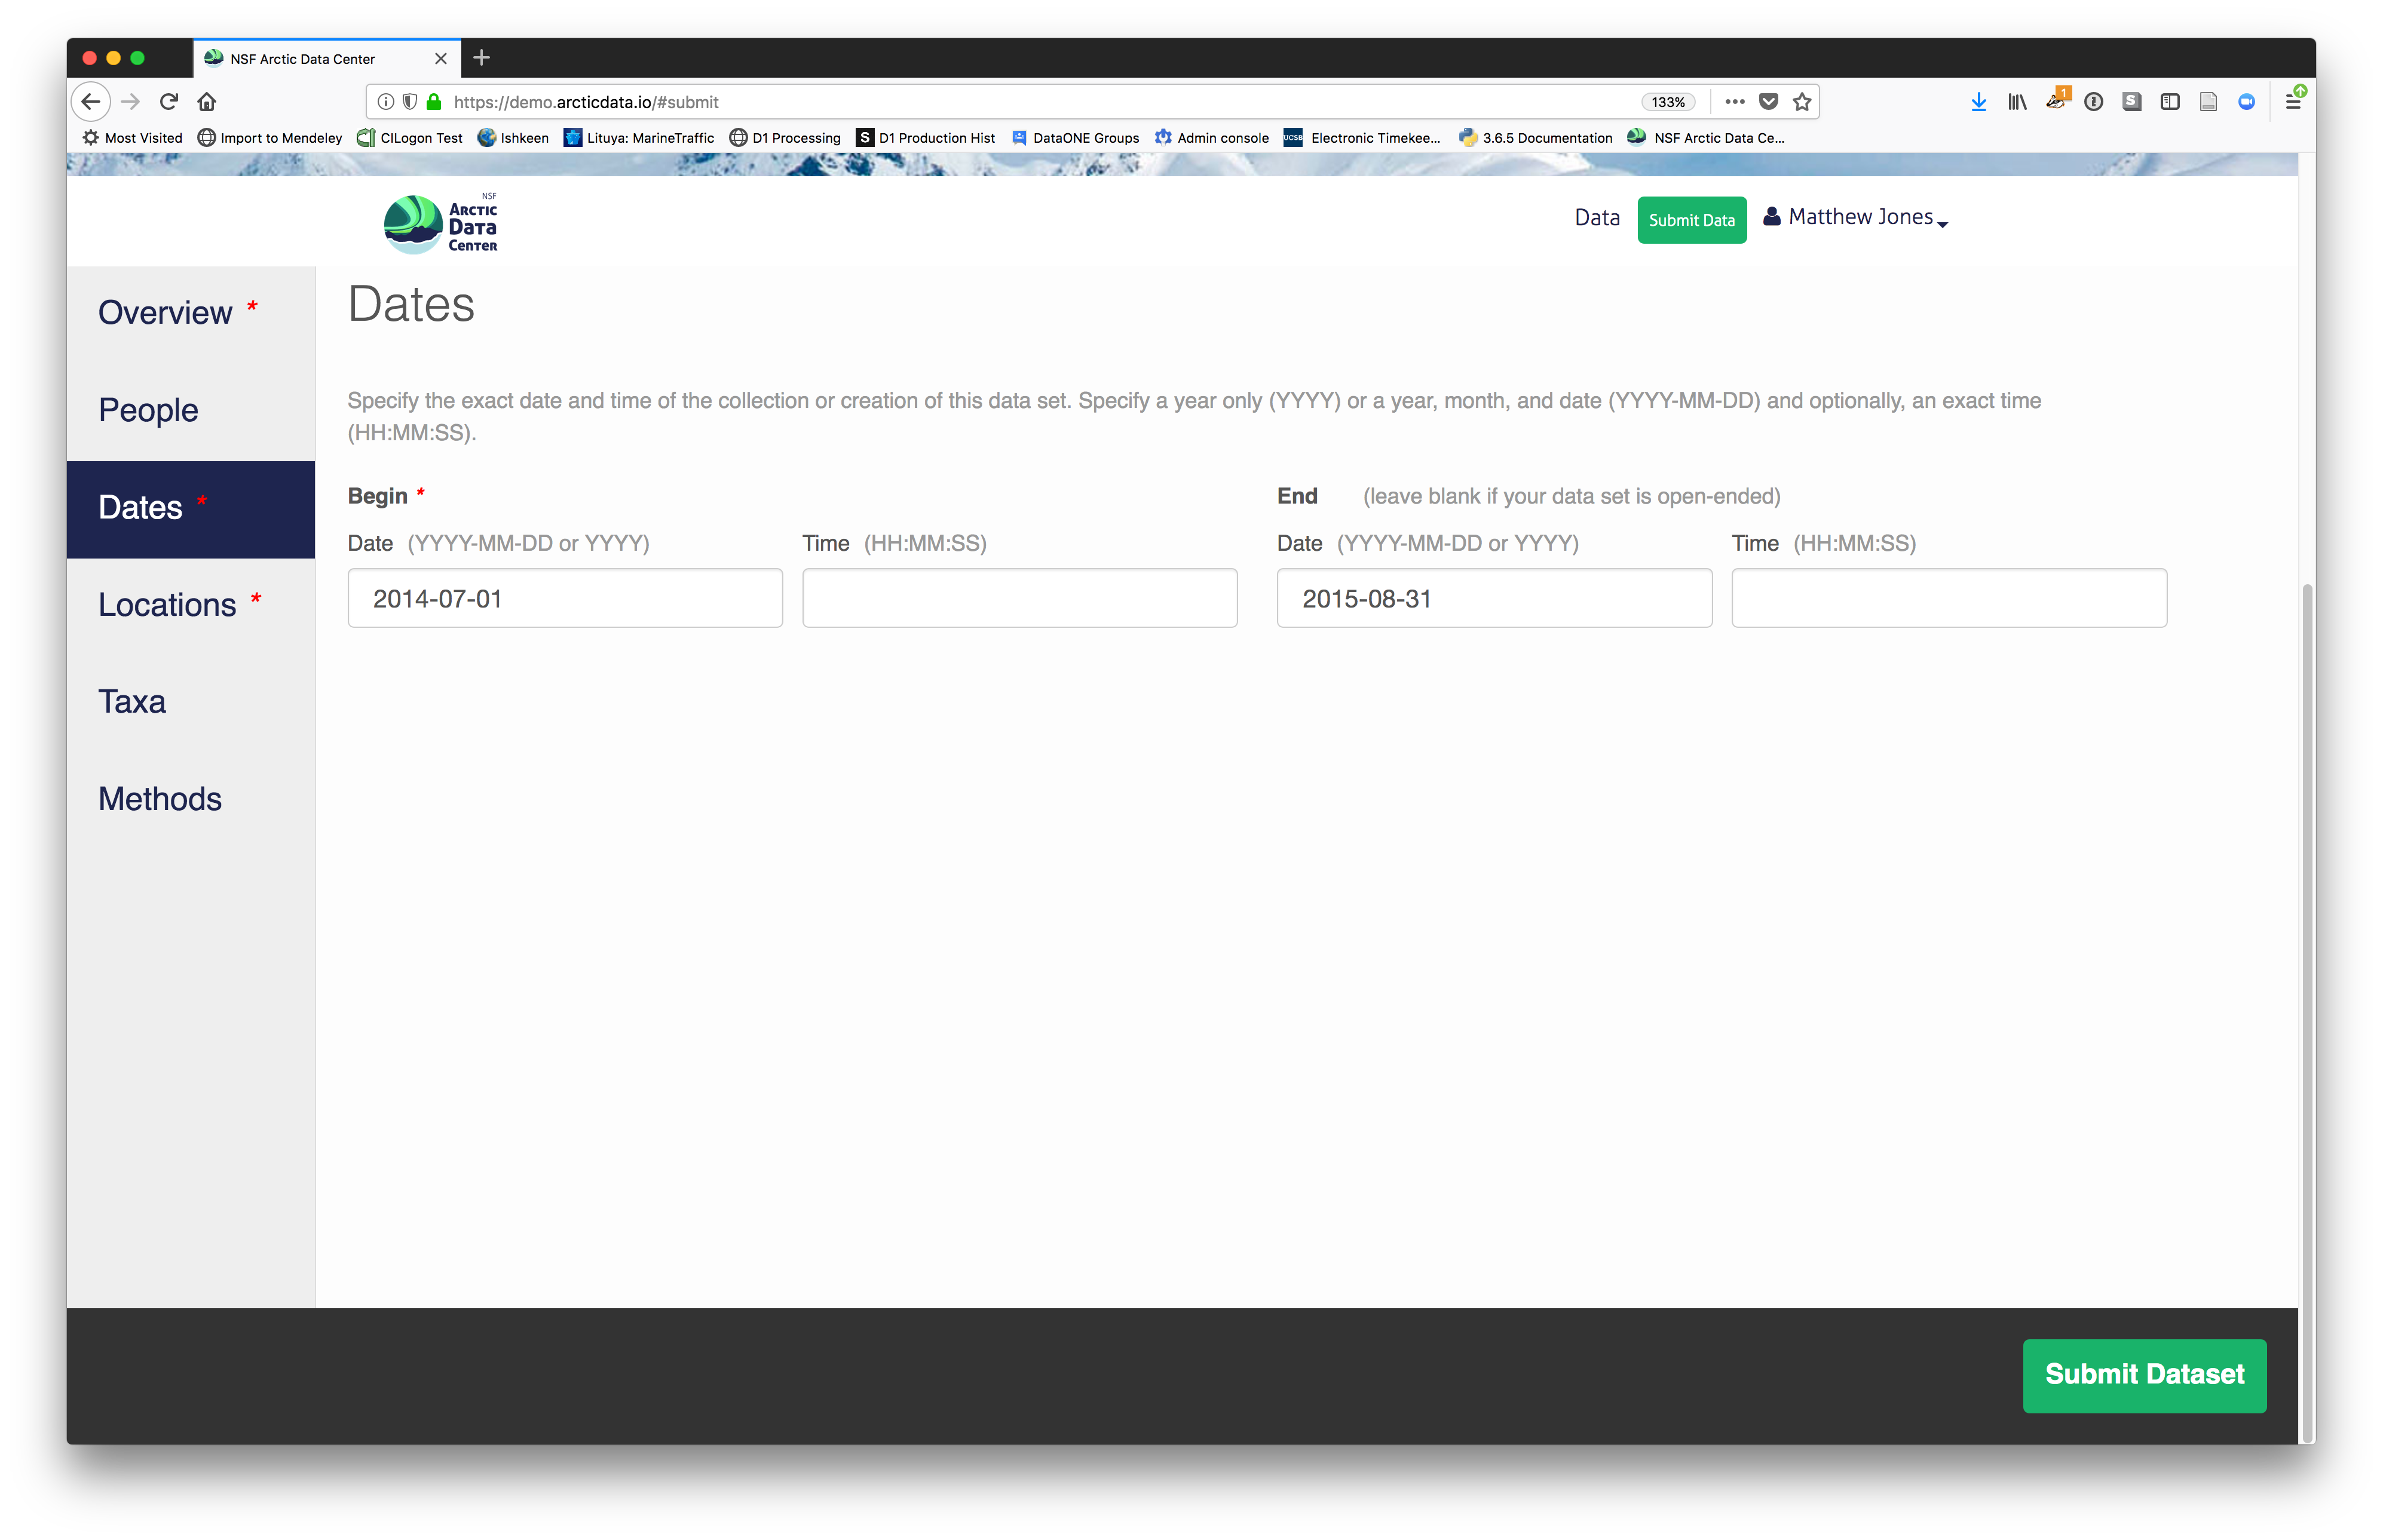 NSF Arctic Data Center
https://demo.arcticdata.io/#submit
133%
1
Most Visited
Import to Mendeley
CILogon Test
Ishkeen
Lituya: MarineTraffic
D1 Processing
S
D1 Production Hist
DataONE Groups
Admin console
UCSB
Electronic Timekee...
3.6.5 Documentation
NSF Arctic Data Ce...
NSF
ARCTIC
DATA
CENTER
Data
Submit Data
Matthew Jones
Overview *
People
Dates *
Locations *
Taxa
Methods
Dates
Specify the exact date and time of the collection or creation of this data set. Specify a year only (YYYY) or a year, month, and date (YYYY-MM-DD) and optionally, an exact time
(HH:MM:SS).
Begin *
End (leave blank if your data set is open-ended)
Date (YYYY-MM-DD or YYYY)
Time (HH:MM:SS)
Date (YYYY-MM-DD or YYYY)
Time (HH:MM:SS)
2014-07-01
2015-08-31
Submit Dataset